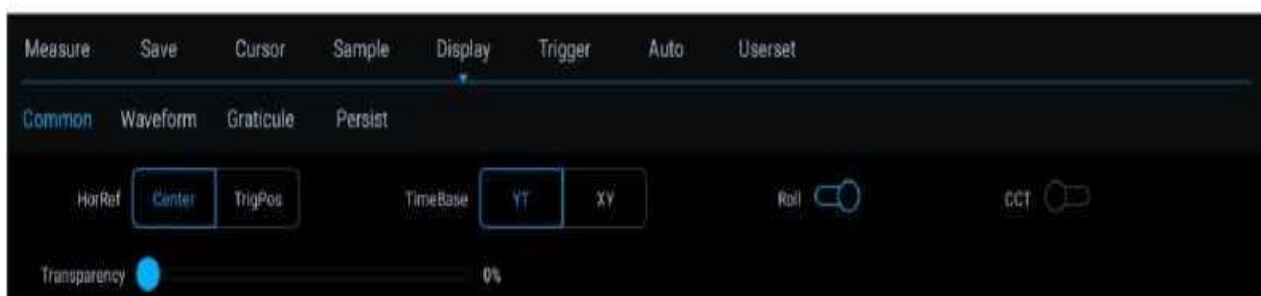 Measure Save Cursor Sample Display Trigger Auto Userset
Common Waveform Graticule Persist
HorRef Center TrigPos TimeBase YT XY Roll CCT
Transparency 0%